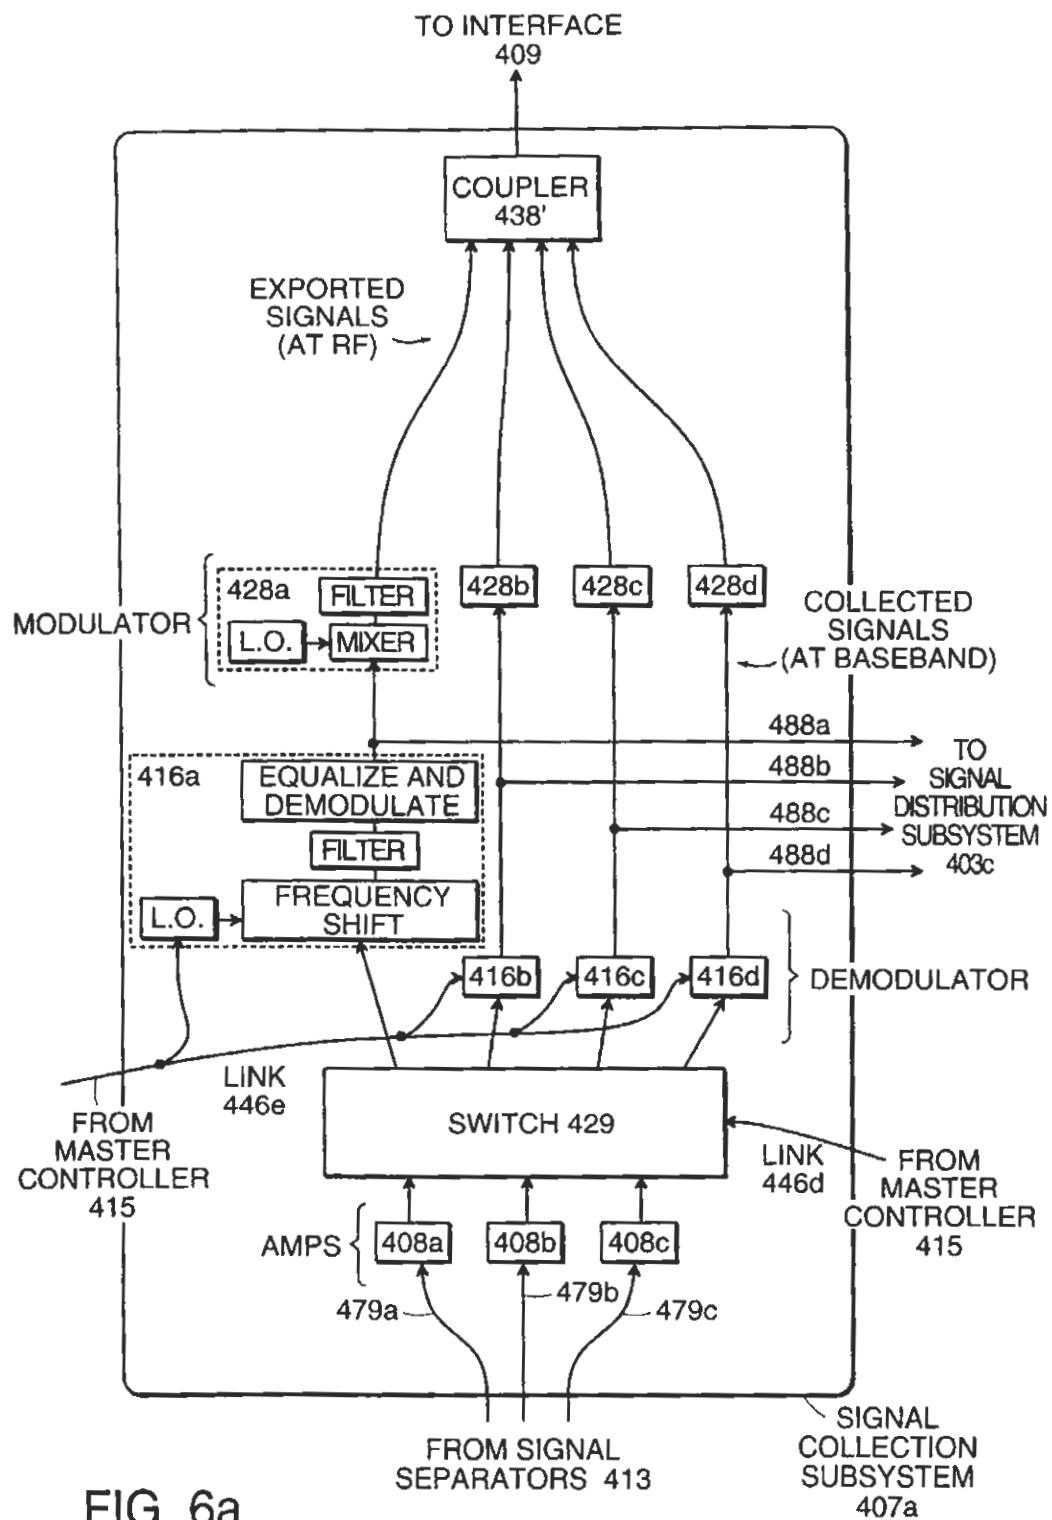 TO INTERFACE
409
COUPLER
438'
EXPORTED
SIGNALS
(AT RF)
428a
FILTER
L.O.
MIXER
MODULATOR
428b
428c
428d
COLLECTED
SIGNALS
(AT BASEBAND)
488a
488b
488c
488d
TO
SIGNAL
DISTRIBUTION
SUBSYSTEM
403c
416a
EQUALIZE AND
DEMODULATE
FILTER
FREQUENCY
SHIFT
L.O.
416b
416c
416d
DEMODULATOR
LINK
446e
FROM
MASTER
CONTROLLER
415
SWITCH 429
LINK
446d
FROM
MASTER
CONTROLLER
415
AMPS
408a
408b
408c
479a
479b
479c
FROM SIGNAL
SEPARATORS 413
SIGNAL
COLLECTION
SUBSYSTEM
407a
FIG. 6a